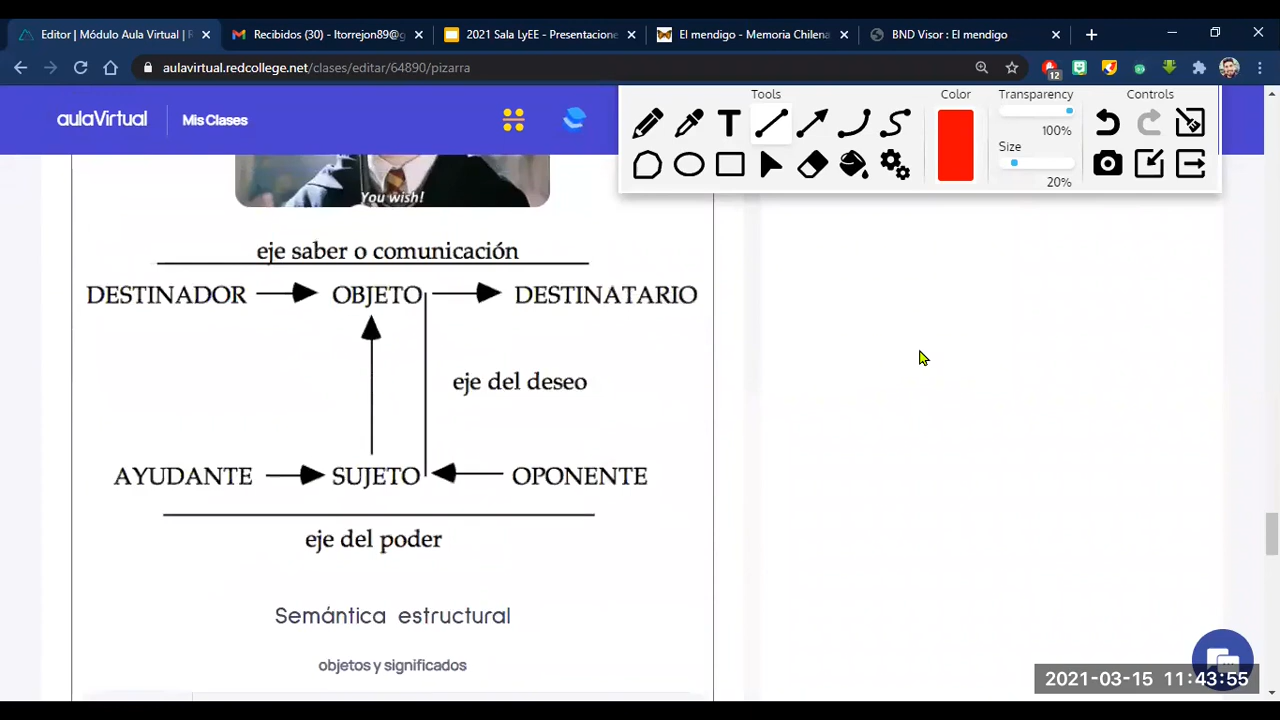 Editor | Módulo Aula Virtual | R
Recibidos (30) - ltorrejon89@g
2021 Sala LyEE - Presentacione
El mendigo - Memoria Chilena
BND Visor : El mendigo
aulavirtual.redcollege.net/clases/editar/64890/pizarra
12
aulaVirtual
Mis Clases
Tools
Color
Transparency
Controls
100%
Size
20%
T
You wish!
eje saber o comunicación
DESTINADOR
OBJETO
DESTINATARIO
eje del deseo
AYUDANTE
SUJETO
OPONENTE
eje del poder
Semántica estructural
objetos y significados
2021-03-15 11:43:55